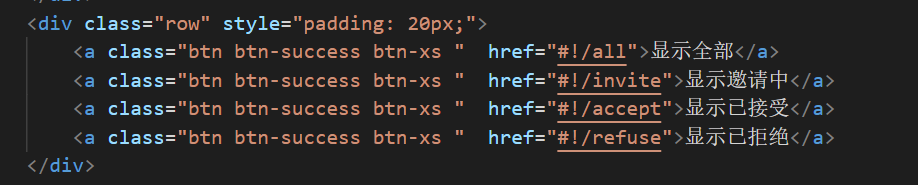 </div>
<div class="row" style="padding: 20px;">
    <a class="btn btn-success btn-xs "  href="#!/all">显示全部</a>
    <a class="btn btn-success btn-xs "  href="#!/invite">显示邀请中</a>
    <a class="btn btn-success btn-xs "  href="#!/accept">显示已接受</a>
    <a class="btn btn-success btn-xs "  href="#!/refuse">显示已拒绝</a>
</div>